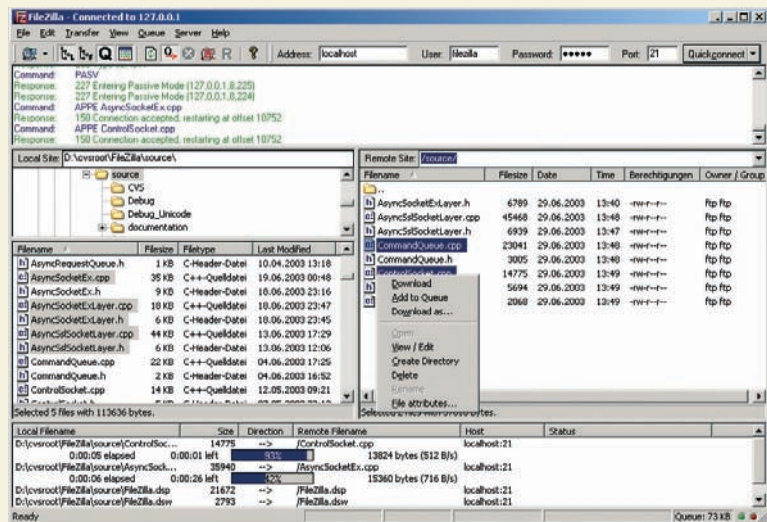 FileZilla - Connected to 127.0.0.1
File Edit Transfer View Queue Server Help
Address: localhost User: filezilla Password: ●●●●● Port: 21 Quickconnect
Command: PASV
Response: 227 Entering Passive Mode (127,0,0,1,8,225)
Response: 227 Entering Passive Mode (127,0,0,1,8,224)
Command: APPE AsyncSocketEx.cpp
Response: 150 Connection accepted, restarting at offset 10752
Command: APPE ControlSocket.cpp
Response: 150 Connection accepted, restarting at offset 10752
Local Site: D:\cvsroot\FileZilla\source\
source
CVS
Debug
Debug_Unicode
documentation
Filename Filesize Filetype Last Modified
AsyncRequestQueue.h 1 KB C-Header-Datei 10.04.2003 13:18
AsyncSocketEx.cpp 35 KB C++-Quelldatei 19.06.2003 00:48
AsyncSocketEx.h 9 KB C-Header-Datei 18.06.2003 23:16
AsyncSocketExLayer.cpp 18 KB C++-Quelldatei 18.06.2003 23:47
AsyncSocketExLayer.h 6 KB C-Header-Datei 18.06.2003 23:45
AsyncSslSocketLayer.cpp 44 KB C++-Quelldatei 13.06.2003 17:29
AsyncSslSocketLayer.h 6 KB C-Header-Datei 13.06.2003 12:06
CommandQueue.cpp 22 KB C++-Quelldatei 04.06.2003 17:25
CommandQueue.h 2 KB C-Header-Datei 04.06.2003 16:52
ControlSocket.cpp 14 KB C++-Quelldatei 12.05.2003 09:21
Selected 5 files with 113636 bytes.
Remote Site: /source/
Filename Filesize Date Time Berechtigungen Owner / Group
..
AsyncSocketExLayer.h 6789 29.06.2003 13:40 -rw-r--r-- ftp ftp
AsyncSslSocketLayer.cpp 45468 29.06.2003 13:48 -rw-r--r-- ftp ftp
AsyncSslSocketLayer.h 6939 29.06.2003 13:47 -rw-r--r-- ftp ftp
CommandQueue.cpp 23041 29.06.2003 13:48 -rw-r--r-- ftp ftp
CommandQueue.h 3005 29.06.2003 13:48 -rw-r--r-- ftp ftp
ControlSocket.cpp 14775 29.06.2003 13:49 -rw-r--r-- ftp ftp
5694 29.06.2003 13:49 -rw-r--r-- ftp ftp
2068 29.06.2003 13:49 -rw-r--r-- ftp ftp
Download
Add to Queue
Download as...
Open
View / Edit
Create Directory
Delete
Rename
File attributes...
Local Filename Size Direction Remote Filename Host Status
D:\cvsroot\FileZilla\source\ControlSoc... 14775 --> /ControlSocket.cpp localhost:21
0:00:05 elapsed 0:00:01 left 93% 13824 bytes (512 B/s)
D:\cvsroot\FileZilla\source\AsyncSock... 35940 --> /AsyncSocketEx.cpp localhost:21
0:00:06 elapsed 0:00:26 left 42% 15360 bytes (716 B/s)
D:\cvsroot\FileZilla\source\FileZilla.dsp 21672 --> /FileZilla.dsp localhost:21
D:\cvsroot\FileZilla\source\FileZilla.dsw 2793 --> /FileZilla.dsw localhost:21
Ready Queue: 73 KB